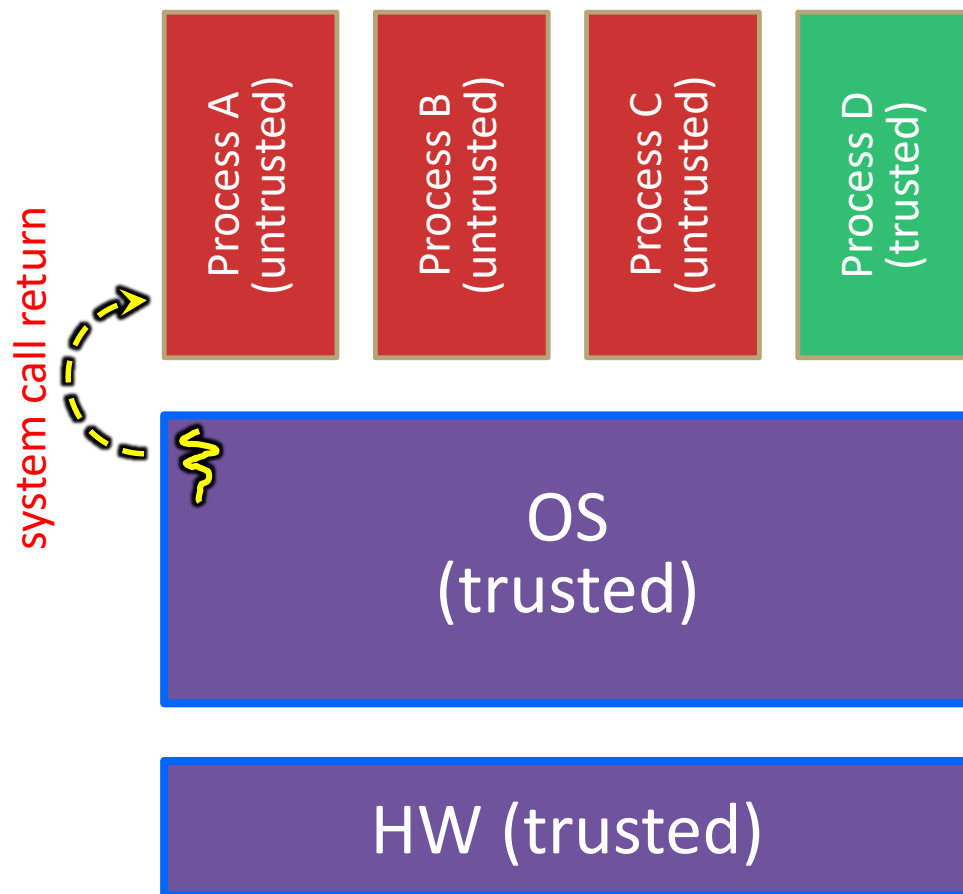 Process A
(untrusted)
Process B
(untrusted)
Process C
(untrusted)
Process D
(trusted)
system call return
OS
(trusted)
HW (trusted)